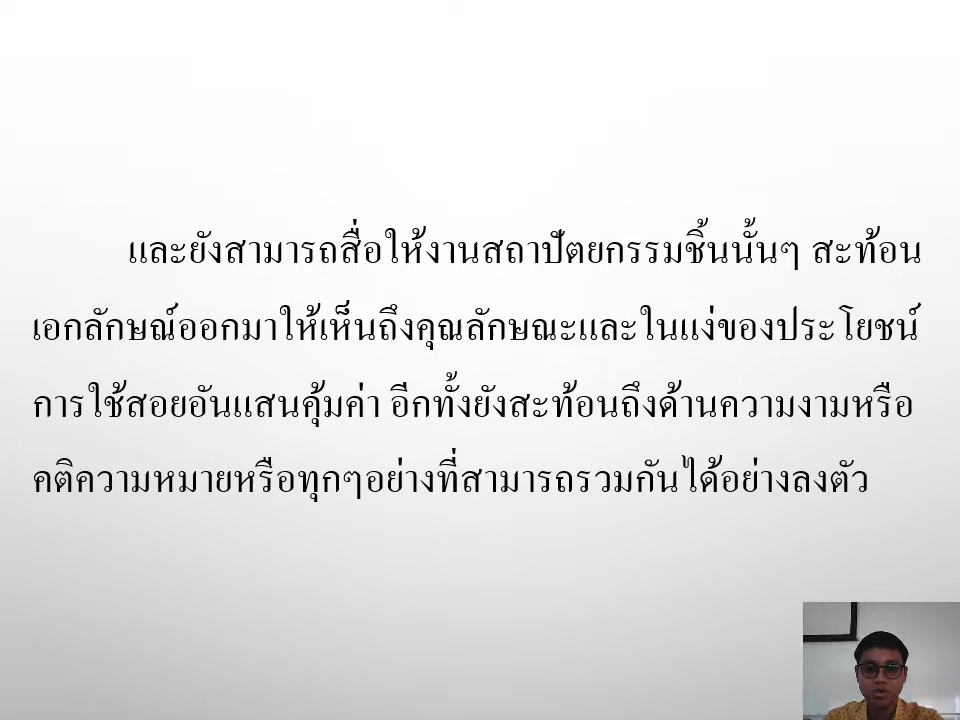 และยังสามารถสื่อให้งานสถาปัตยกรรมชิ้นนั้นๆ สะท้อน
เอกลักษณ์ออกมาให้เห็นถึงคุณลักษณะและในแง่ของประโยชน์
การใช้สอยอันแสนคุ้มค่า อีกทั้งยังสะท้อนถึงด้านความงามหรือ
คติความหมายหรือทุกๆอย่างที่สามารถรวมกันได้อย่างลงตัว